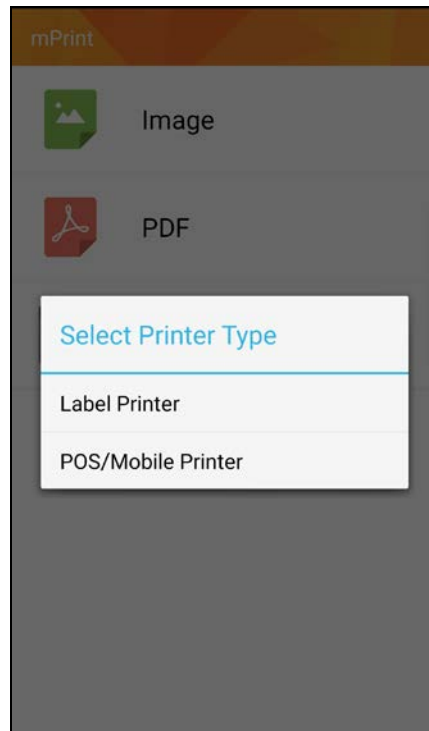 mPrint
Image
PDF
Select Printer Type
Label Printer
POS/Mobile Printer